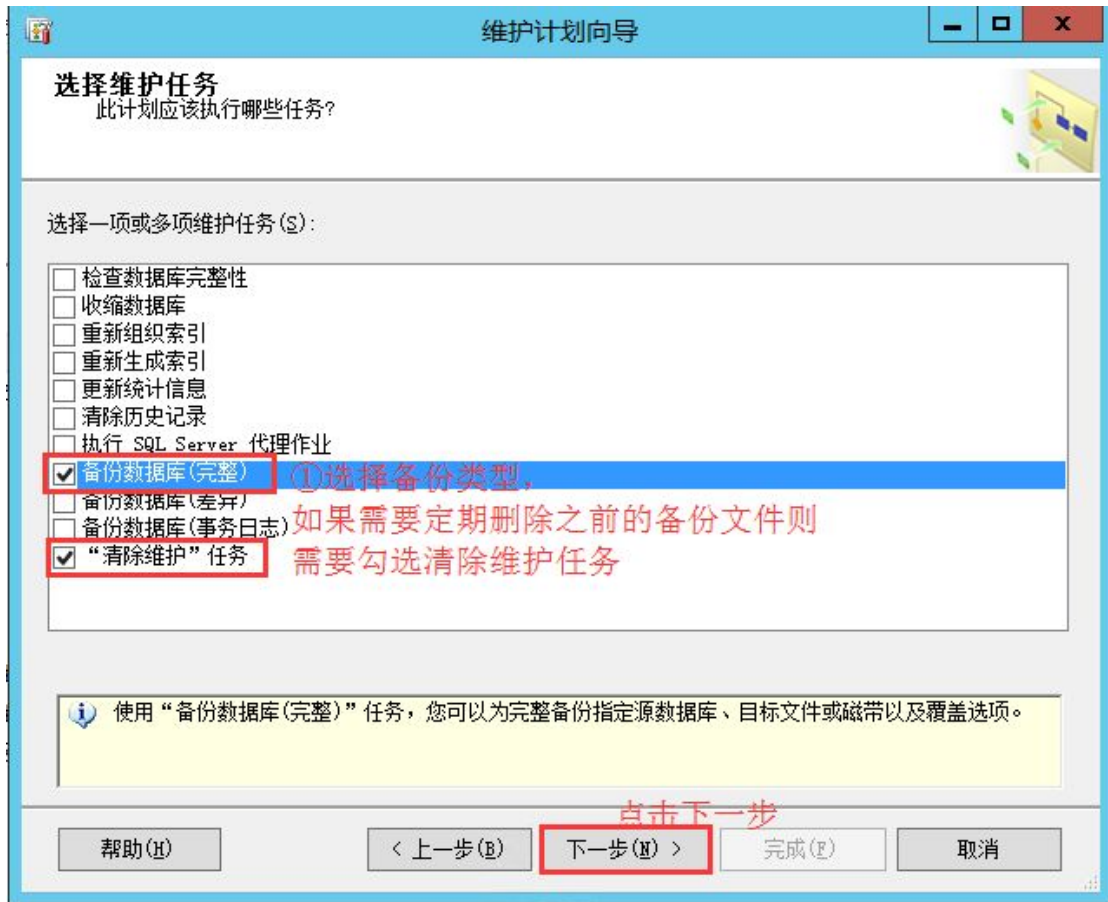 维护计划向导
选择维护任务
此计划应该执行哪些任务?
选择一项或多项维护任务(S):
检查数据库完整性
收缩数据库
重新组织索引
重新生成索引
更新统计信息
清除历史记录
执行 SQL Server 代理作业
备份数据库(完整)
①选择备份类型,
备份数据库(差异)
如果需要定期删除之前的备份文件则
备份数据库(事务日志)
“清除维护”任务
需要勾选清除维护任务
使用“备份数据库(完整)”任务，您可以为完整备份指定源数据库、目标文件或磁带以及覆盖选项。
点击下一步
帮助(H)
< 上一步(B)
下一步(N) >
完成(F)
取消